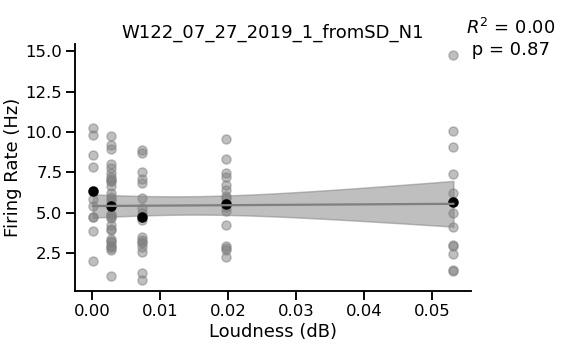 W122_07_27_2019_1_fromSD_N1
R² = 0.00
p = 0.87
Firing Rate (Hz)
15.0
12.5
10.0
7.5
5.0
2.5
0.00 0.01 0.02 0.03 0.04 0.05
Loudness (dB)